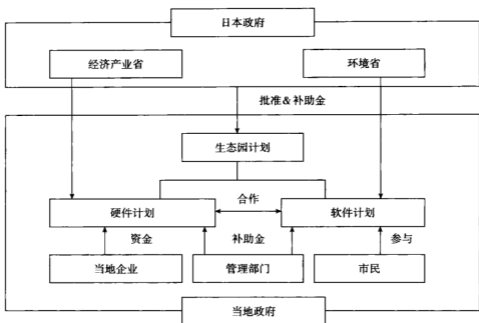 日本政府
经济产业省
环境省
批准&补助金
生态园计划
合作
硬件计划
软件计划
资金
补助金
参与
当地企业
管理部门
市民
当地政府